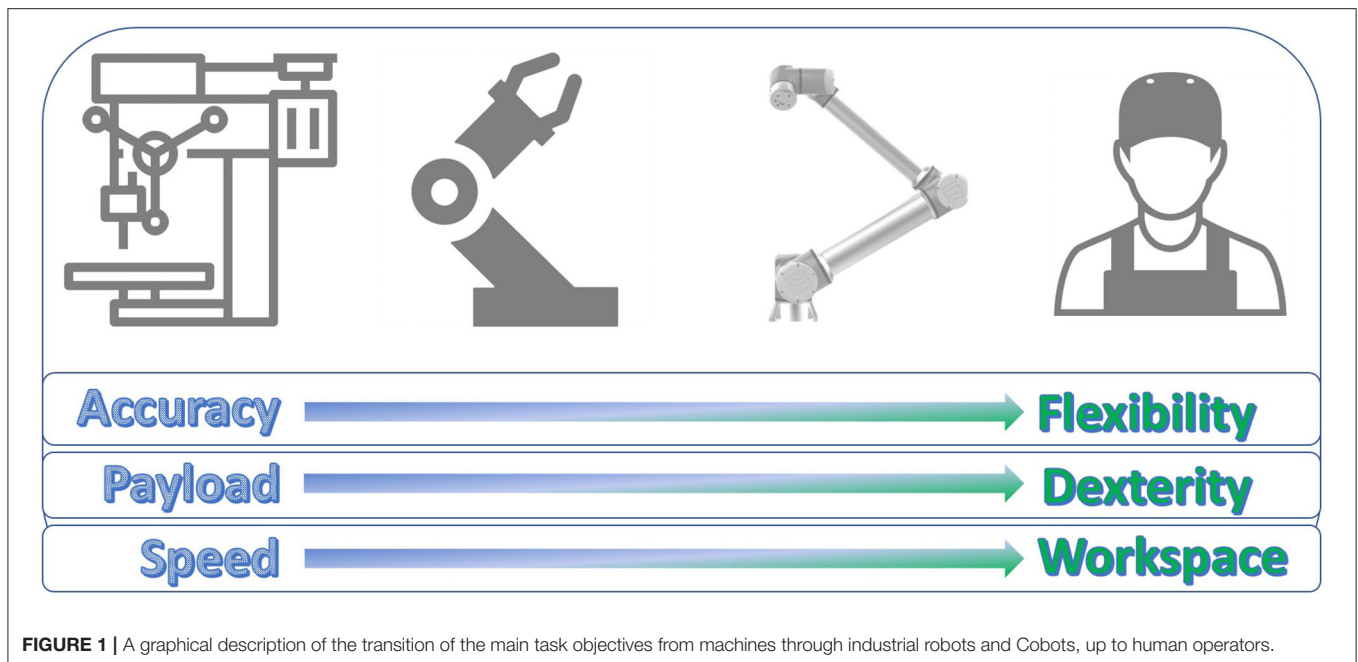 Accuracy Flexibility
Payload Dexterity
Speed Workspace
FIGURE 1 | A graphical description of the transition of the main task objectives from machines through industrial robots and Cobots, up to human operators.